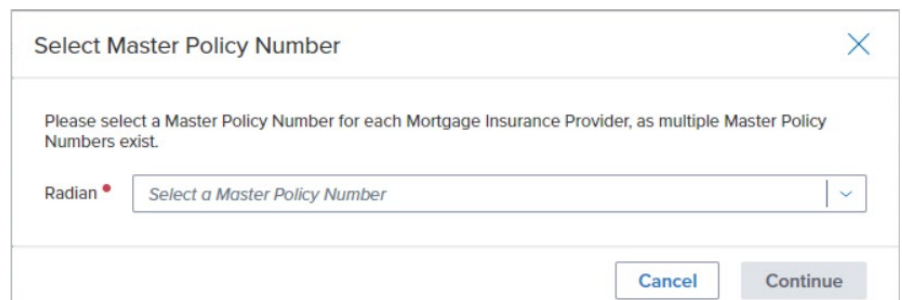 Select Master Policy Number
Please select a Master Policy Number for each Mortgage Insurance Provider, as multiple Master Policy
Numbers exist.
Radian Select a Master Policy Number
Cancel Continue